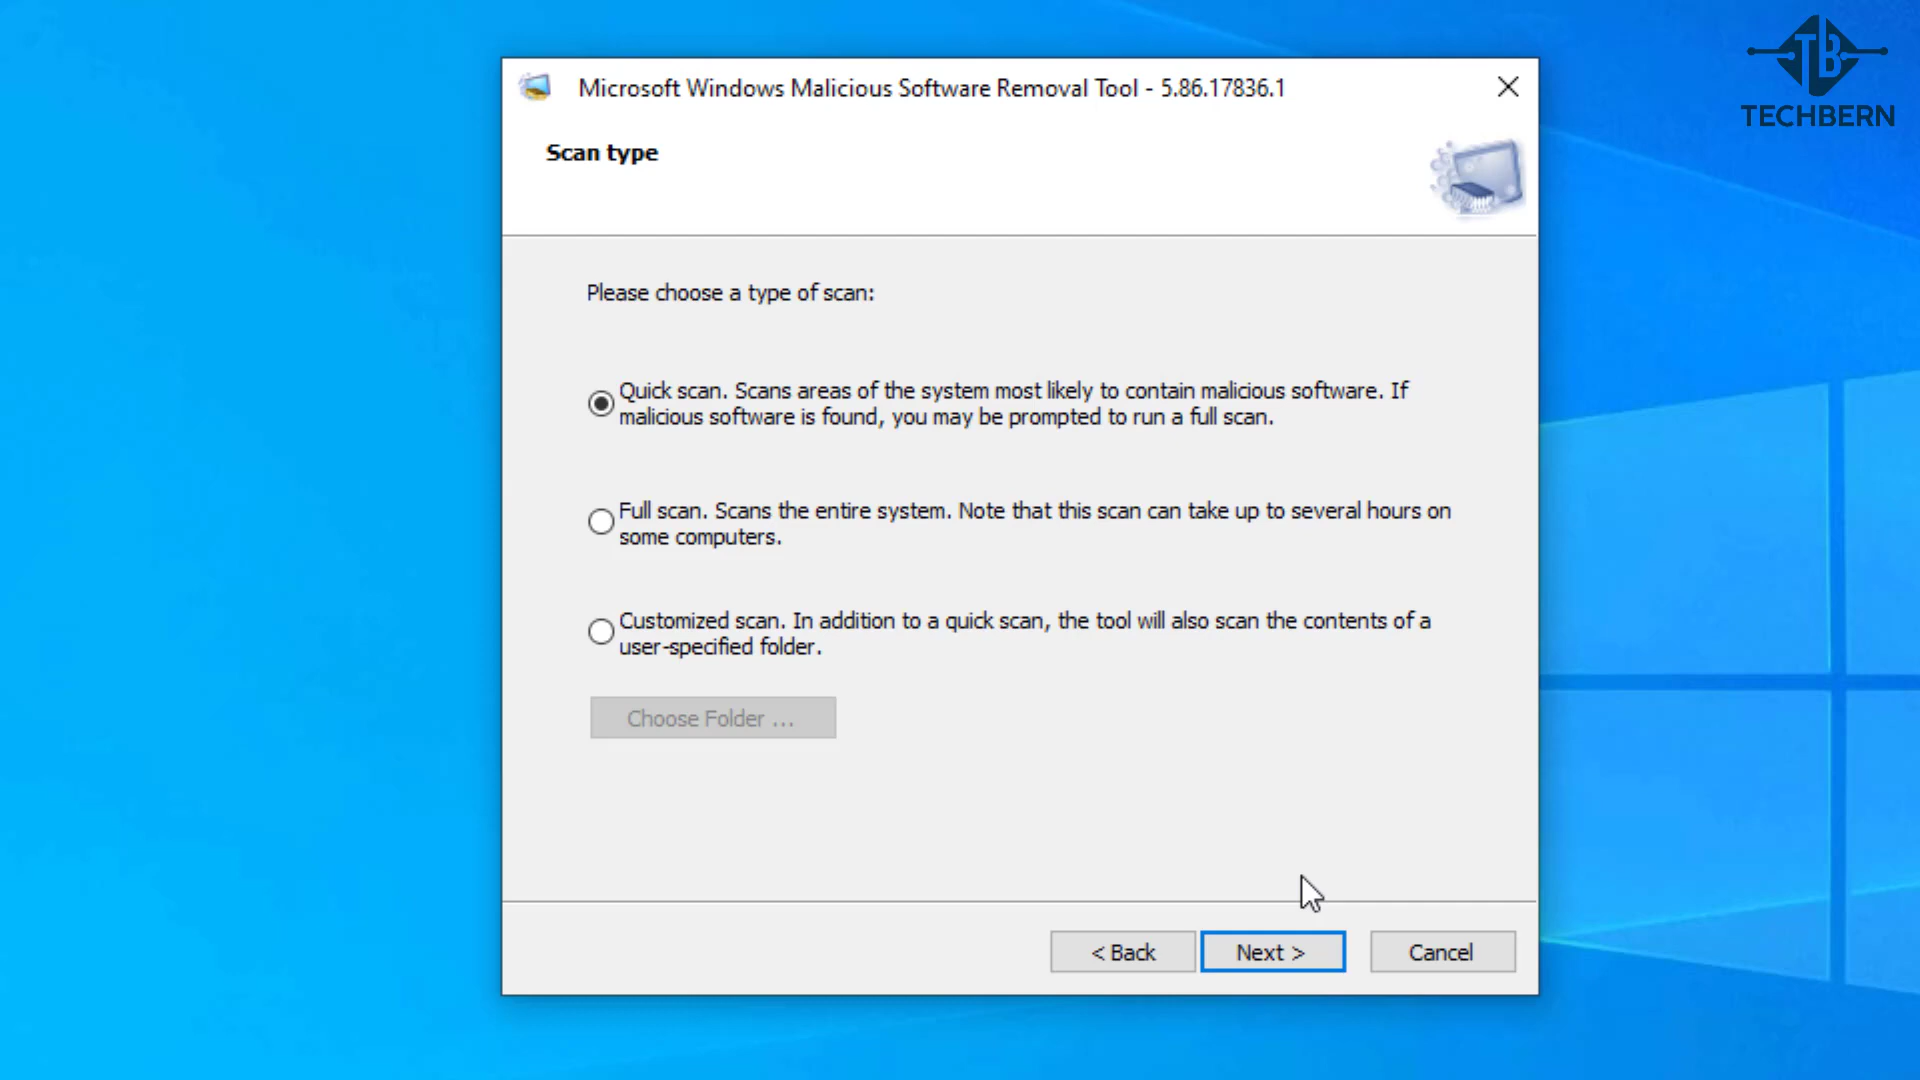 TB
TECHBERN
Microsoft Windows Malicious Software Removal Tool - 5.86.17836.1
Scan type
Please choose a type of scan:
Quick scan. Scans areas of the system most likely to contain malicious software. If
malicious software is found, you may be prompted to run a full scan.
Full scan. Scans the entire system. Note that this scan can take up to several hours on
some computers.
Customized scan. In addition to a quick scan, the tool will also scan the contents of a
user-specified folder.
Choose Folder ...
< Back
Next >
Cancel